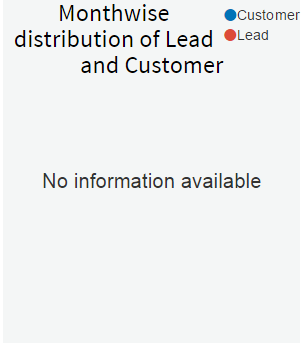 Monthwise
distribution of Lead
and Customer
Customer
Lead
No information available